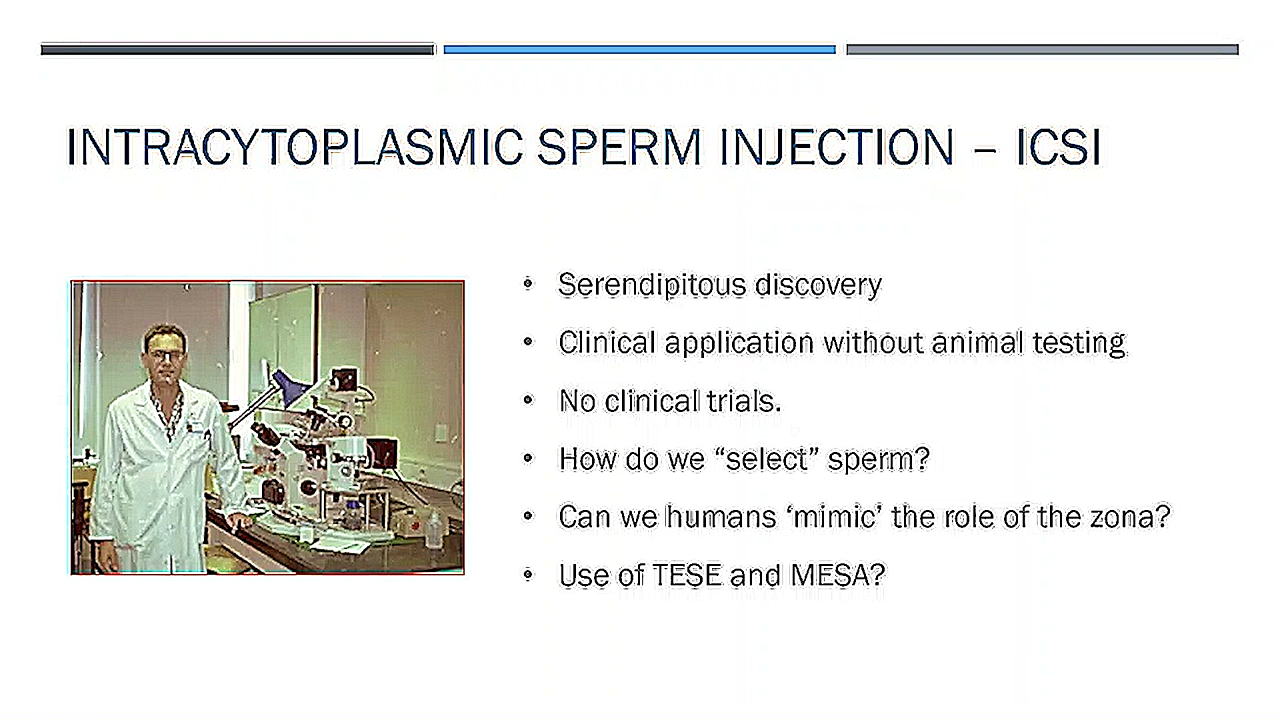 INTRACYTOPLASMIC SPERM INJECTION – ICSI
• Serendipitous discovery
• Clinical application without animal testing
• No clinical trials.
• How do we “select” sperm?
• Can we humans ‘mimic’ the role of the zona?
• Use of TESE and MESA?